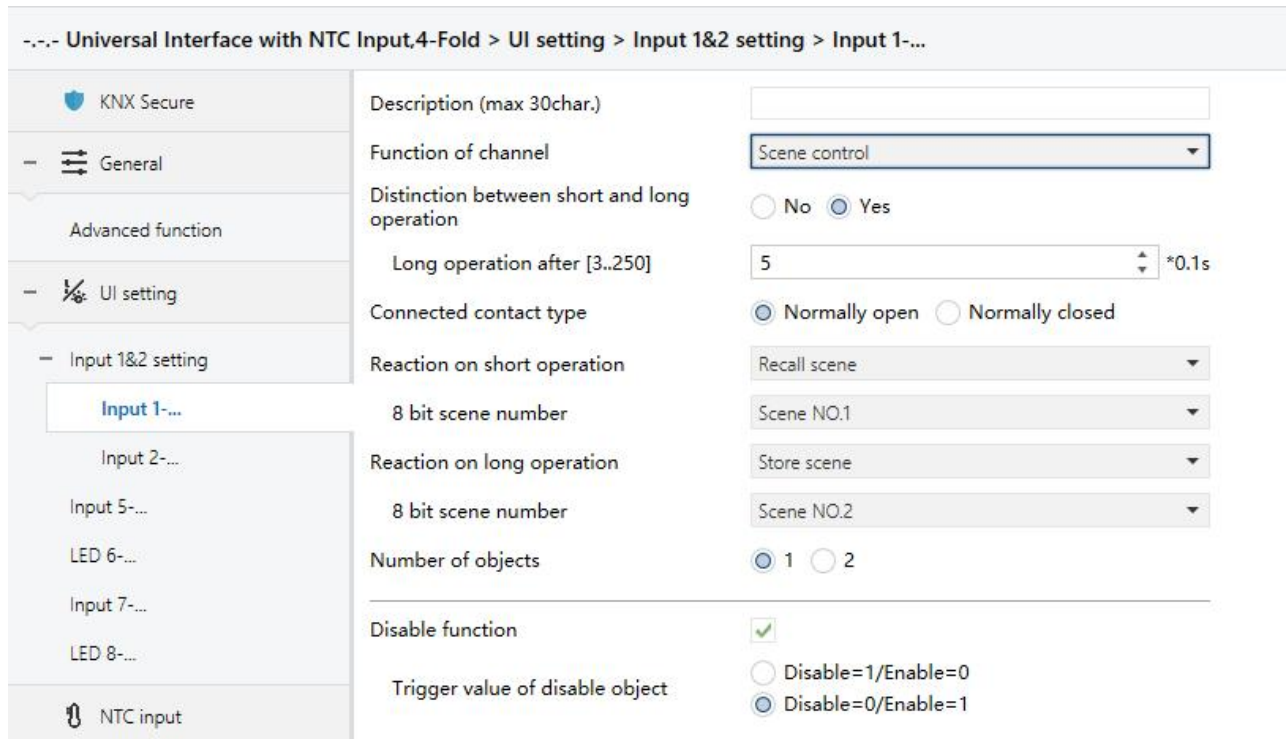 -.-.- Universal Interface with NTC Input,4-Fold > UI setting > Input 1&2 setting > Input 1-...
KNX Secure
General
Advanced function
UI setting
Input 1&2 setting
Input 1-...
Input 2-...
Input 5-...
LED 6-...
Input 7-...
LED 8-...
NTC input
Description (max 30char.)
Function of channel
Scene control
Distinction between short and long
operation
No Yes
Long operation after [3..250]
5 *0.1s
Connected contact type
Normally open Normally closed
Reaction on short operation
Recall scene
8 bit scene number
Scene NO.1
Reaction on long operation
Store scene
8 bit scene number
Scene NO.2
Number of objects
1 2
Disable function
Trigger value of disable object
Disable=1/Enable=0
Disable=0/Enable=1